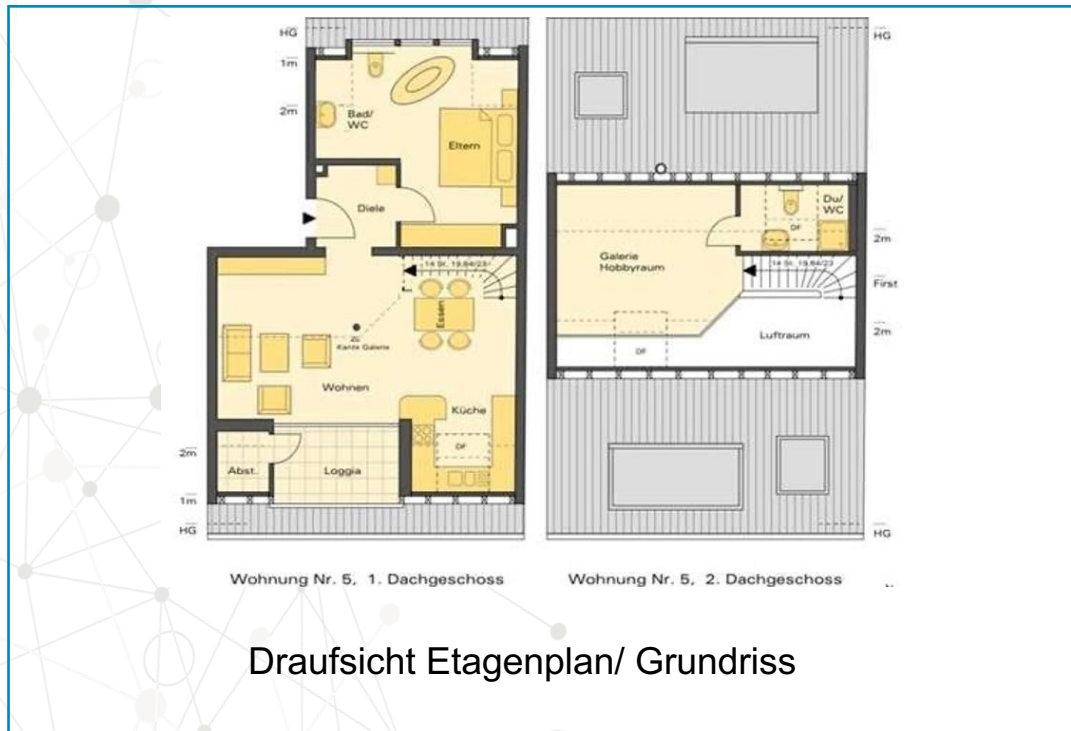 HG
1m
2m
Bad/
WC
Eltern
Diele
14 St. 19,64/23
Essen
Kante Galerie
Wohnen
Küche
DF
2m
Abst.
Loggia
1m
HG
Wohnung Nr. 5, 1. Dachgeschoss
HG
Du/
WC
DF
2m
Galerie
Hobbyraum
14 St. 19,64/23
First
2m
Luftraum
DF
HG
Wohnung Nr. 5, 2. Dachgeschoss
Draufsicht Etagenplan/ Grundriss